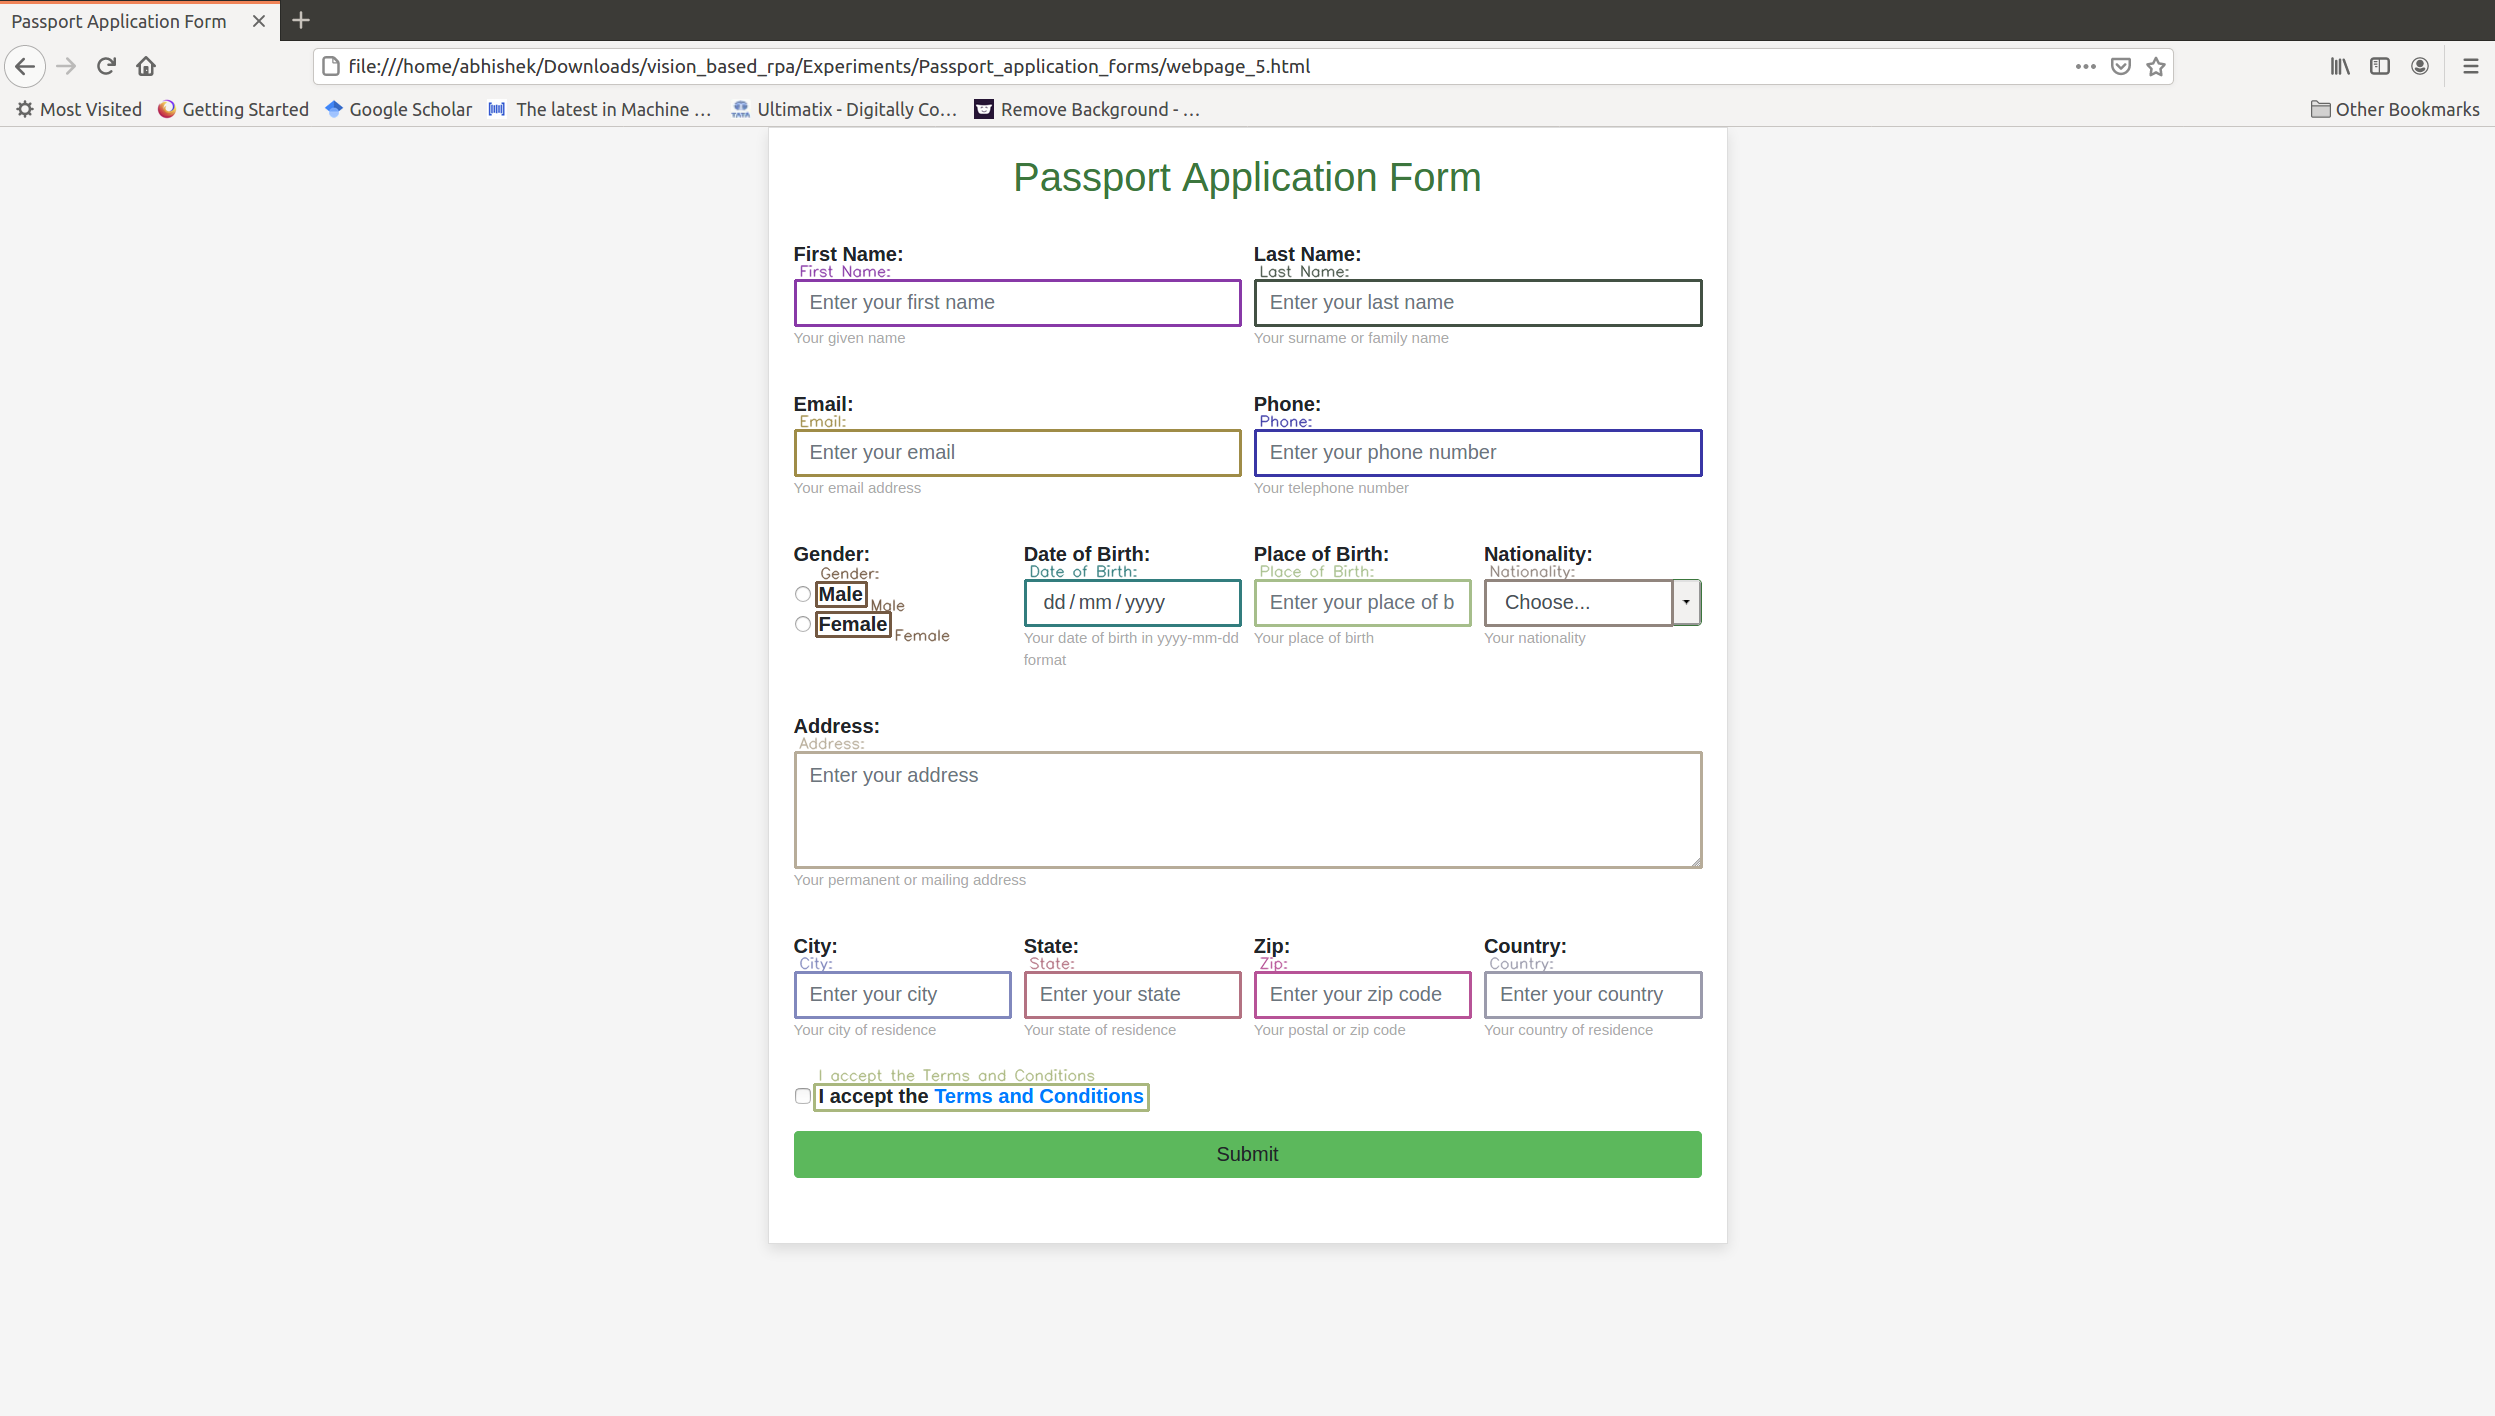 Passport Application Form
file:///home/abhishek/Downloads/vision_based_rpa/Experiments/Passport_application_forms/webpage_5.html
Most Visited Getting Started Google Scholar The latest in Machine … TATA Ultimatix - Digitally Co… Remove Background - … Other Bookmarks
Passport Application Form
First Name: Last Name:
First Name: Last Name:
Enter your first name Enter your last name
Your given name Your surname or family name
Email: Phone:
Email: Phone:
Enter your email Enter your phone number
Your email address Your telephone number
Gender: Date of Birth: Place of Birth: Nationality:
Gender: Date of Birth: Place of Birth: Nationality:
Male Male dd / mm / yyyy Enter your place of b Choose...
Female Female Your date of birth in yyyy-mm-dd Your place of birth Your nationality
format
Address:
Address:
Enter your address
Your permanent or mailing address
City: State: Zip: Country:
City: State: Zip: Country:
Enter your city Enter your state Enter your zip code Enter your country
Your city of residence Your state of residence Your postal or zip code Your country of residence
I accept the Terms and Conditions
I accept the Terms and Conditions
Submit